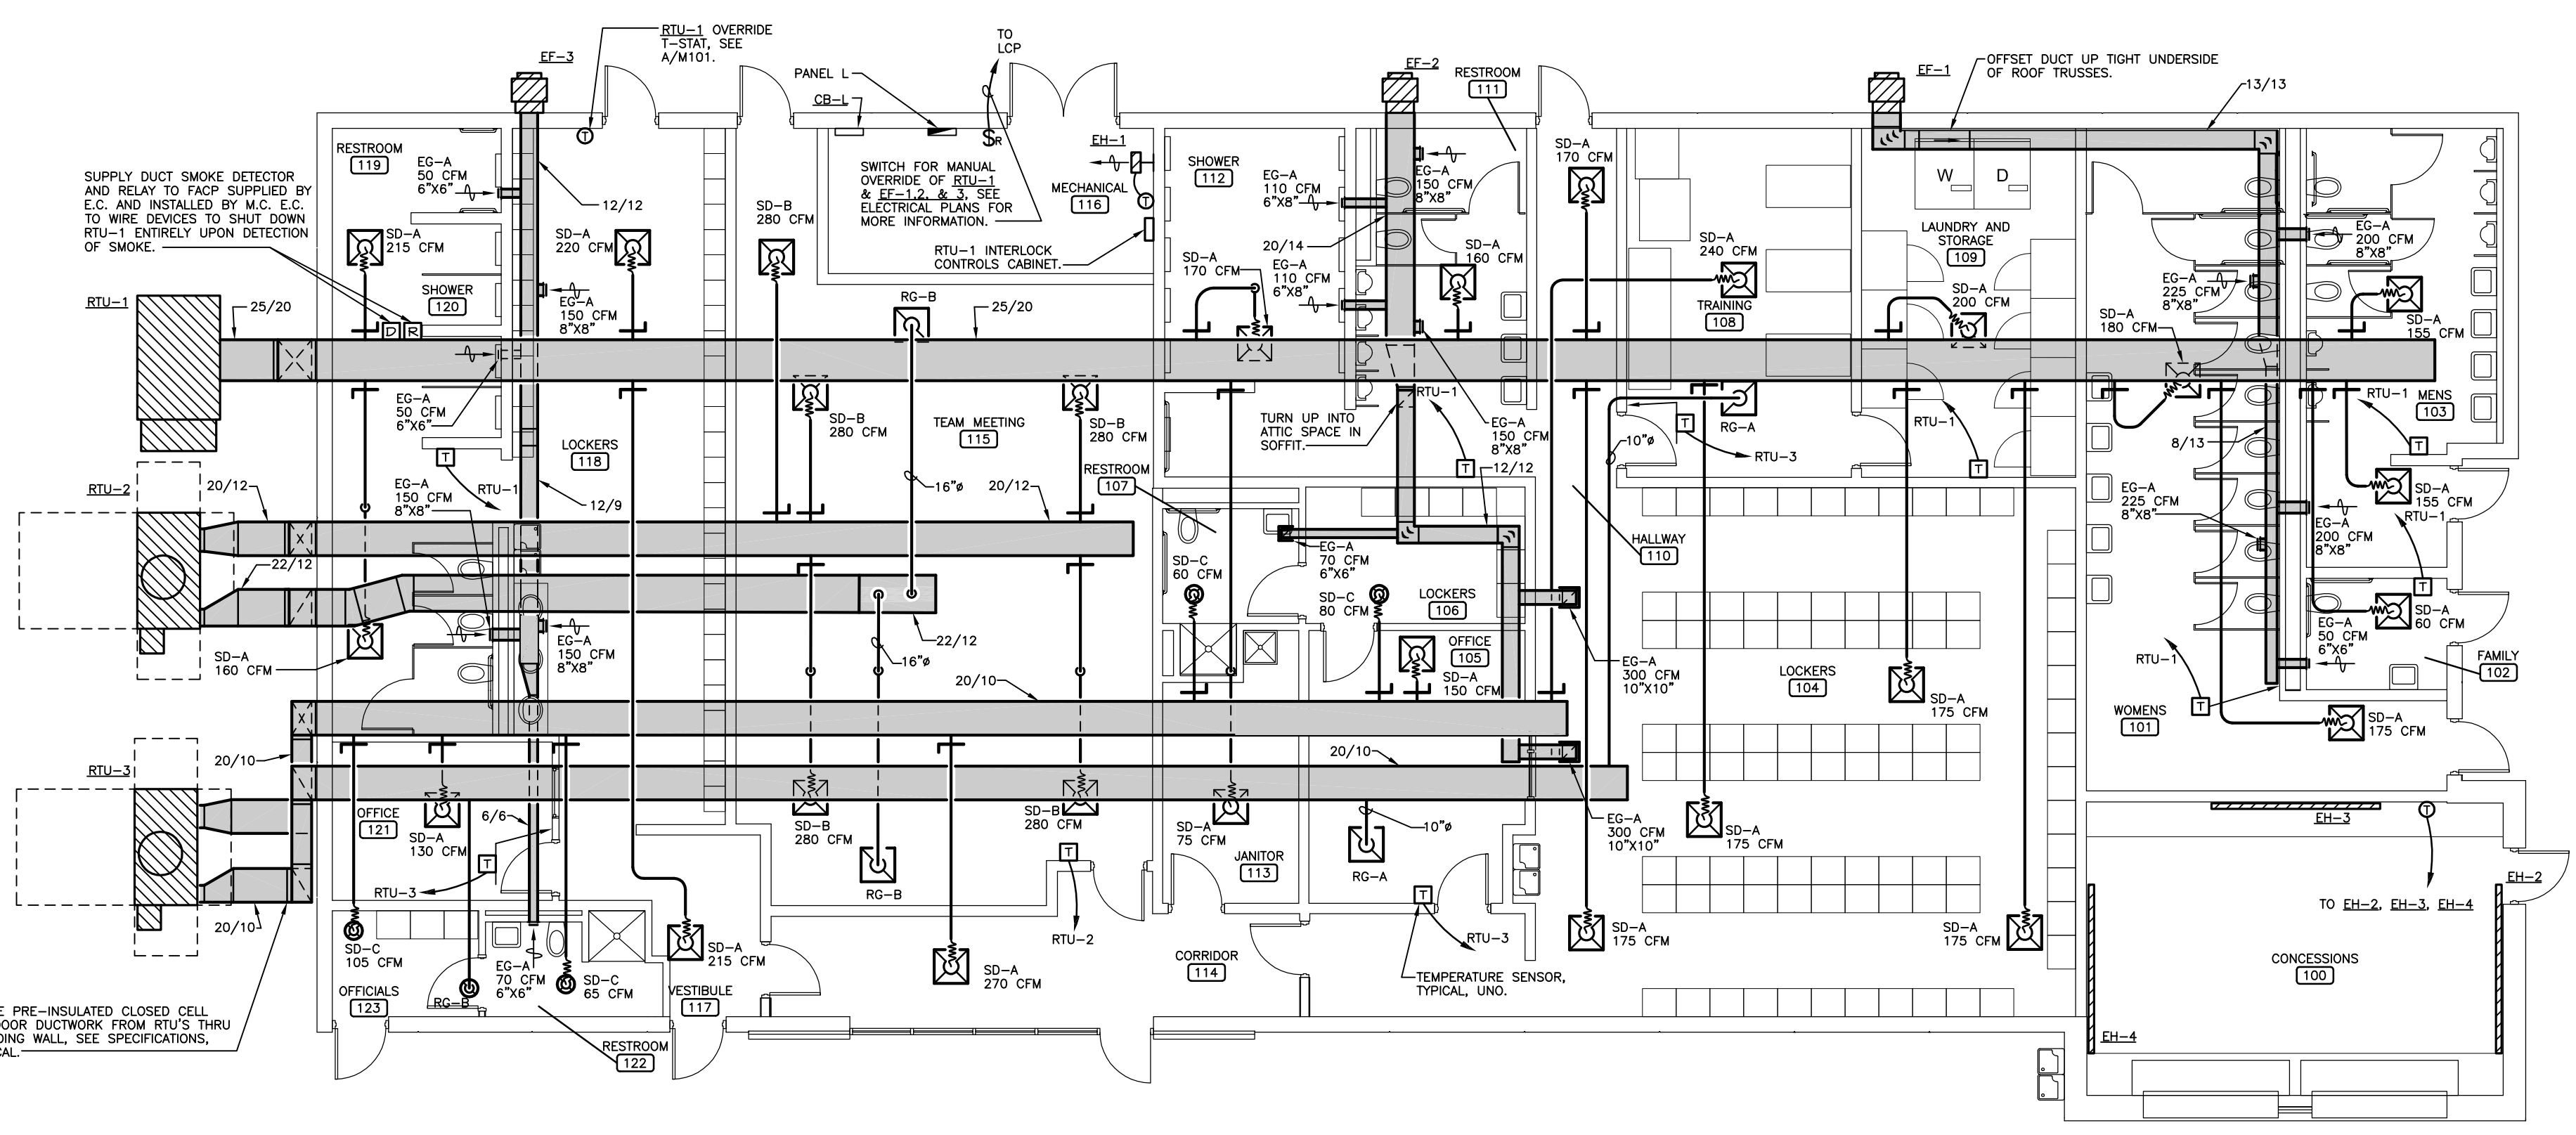 RTU-1 OVERRIDE
T-STAT, SEE
A/M101.
TO
LCP
EF-3
PANEL L
CB-L
EF-2
RESTROOM
111
EF-1
OFFSET DUCT UP TIGHT UNDERSIDE
OF ROOF TRUSSES.
13/13
RESTROOM
119
EG-A
50 CFM
6"X6"
SUPPLY DUCT SMOKE DETECTOR
AND RELAY TO FACP SUPPLIED BY
E.C. AND INSTALLED BY M.C. E.C.
TO WIRE DEVICES TO SHUT DOWN
RTU-1 ENTIRELY UPON DETECTION
OF SMOKE.
T
12/12
SD-A
215 CFM
SD-A
220 CFM
SD-B
280 CFM
SWITCH FOR MANUAL
OVERRIDE OF RTU-1
& EF-1,2, & 3, SEE
ELECTRICAL PLANS FOR
MORE INFORMATION.
$R
EH-1
MECHANICAL
116
T
RTU-1 INTERLOCK
CONTROLS CABINET.
SHOWER
112
EG-A
110 CFM
6"X8"
EG-A
150 CFM
8"X8"
20/14
EG-A
110 CFM
6"X8"
SD-A
170 CFM
SD-A
160 CFM
SD-A
170 CFM
SD-A
240 CFM
TRAINING
108
W
D
LAUNDRY AND
STORAGE
109
SD-A
200 CFM
EG-A
200 CFM
8"X8"
EG-A
225 CFM
8"X8"
SD-A
180 CFM
SD-A
155 CFM
RTU-1
25/20
D
R
SHOWER
120
EG-A
150 CFM
8"X8"
RG-B
25/20
EG-A
50 CFM
6"X6"
LOCKERS
118
SD-B
280 CFM
TEAM MEETING
115
SD-B
280 CFM
TURN UP INTO
ATTIC SPACE IN
SOFFIT.
RTU-1
T
EG-A
150 CFM
8"X8"
10"ø
RG-A
T
RTU-3
RTU-1
T
8/13
RTU-1
MENS
103
T
SD-A
155 CFM
RTU-1
T
RTU-2
20/12
T
RTU-1
EG-A
150 CFM
8"X8"
12/9
16"ø
20/12
RESTROOM
107
12/12
EG-A
225 CFM
8"X8"
EG-A
200 CFM
8"X8"
22/12
EG-A
70 CFM
6"X6"
HALLWAY
110
SD-C
60 CFM
SD-C
80 CFM
LOCKERS
106
SD-A
60 CFM
EG-A
50 CFM
6"X6"
SD-A
160 CFM
EG-A
150 CFM
8"X8"
22/12
16"ø
OFFICE
105
SD-A
150 CFM
EG-A
300 CFM
10"X10"
LOCKERS
104
SD-A
175 CFM
RTU-1
T
FAMILY
102
WOMENS
101
SD-A
175 CFM
20/10
RTU-3
20/10
20/10
OFFICE
121
SD-A
130 CFM
6/6
SD-B
280 CFM
SD-B
280 CFM
SD-A
75 CFM
10"ø
EG-A
300 CFM
10"X10"
SD-A
175 CFM
EH-3
T
RTU-3
T
RG-B
T
JANITOR
113
RG-A
EH-2
20/10
T
TO EH-2, EH-3, EH-4
SD-C
105 CFM
EG-A
70 CFM
6"X6"
SD-C
65 CFM
SD-A
215 CFM
RTU-2
SD-A
270 CFM
CORRIDOR
114
RTU-3
SD-A
175 CFM
SD-A
175 CFM
CONCESSIONS
100
TEMPERATURE SENSOR,
TYPICAL, UNO.
OFFICIALS
123
RG-B
VESTIBULE
117
E PRE-INSULATED CLOSED CELL
OOR DUCTWORK FROM RTU'S THRU
DING WALL, SEE SPECIFICATIONS,
CAL.
RESTROOM
122
EH-4